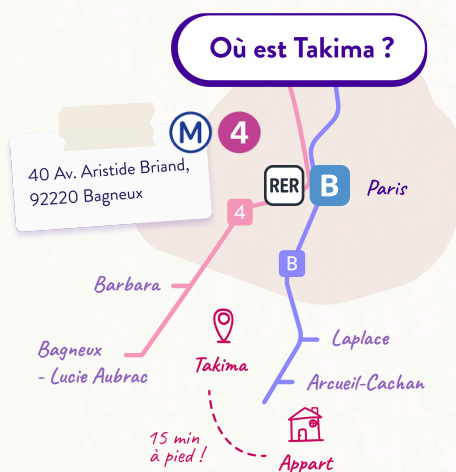 Où est Takima ?
M 4
40 Av. Aristide Briand,
92220 Bagneux
RER B Paris
4
B
Barbara
Laplace
Bagneux
- Lucie Aubrac
Takima
Arcueil-Cachan
15 min
à pied !
Appart